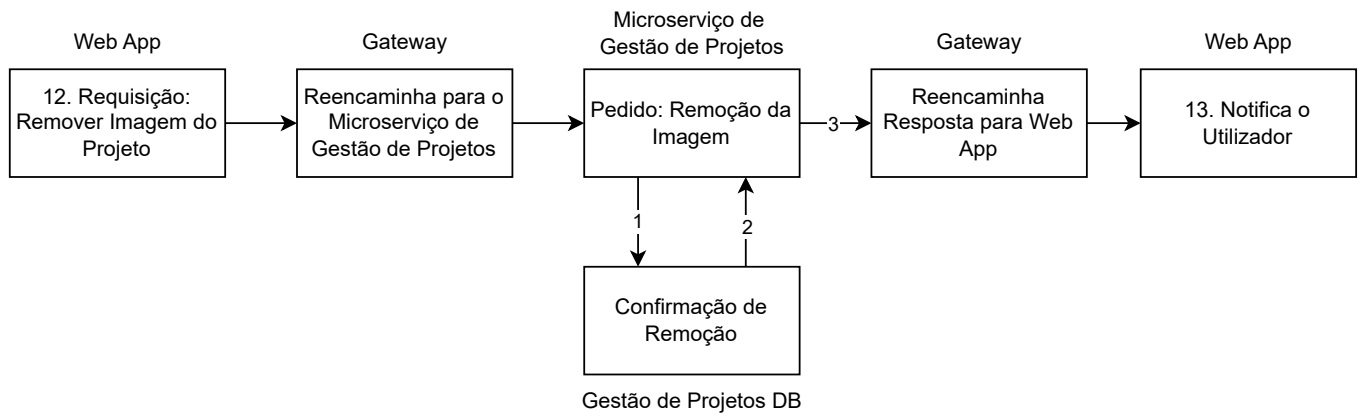 Web App
12. Requisição:
Remover Imagem do
Projeto
Gateway
Reencaminha para o
Microserviço de
Gestão de Projetos
Microserviço de
Gestão de Projetos
Pedido: Remoção da
Imagem
3
Gateway
Reencaminha
Resposta para Web
App
Web App
13. Notifica o
Utilizador
1
2
Confirmação de
Remoção
Gestão de Projetos DB